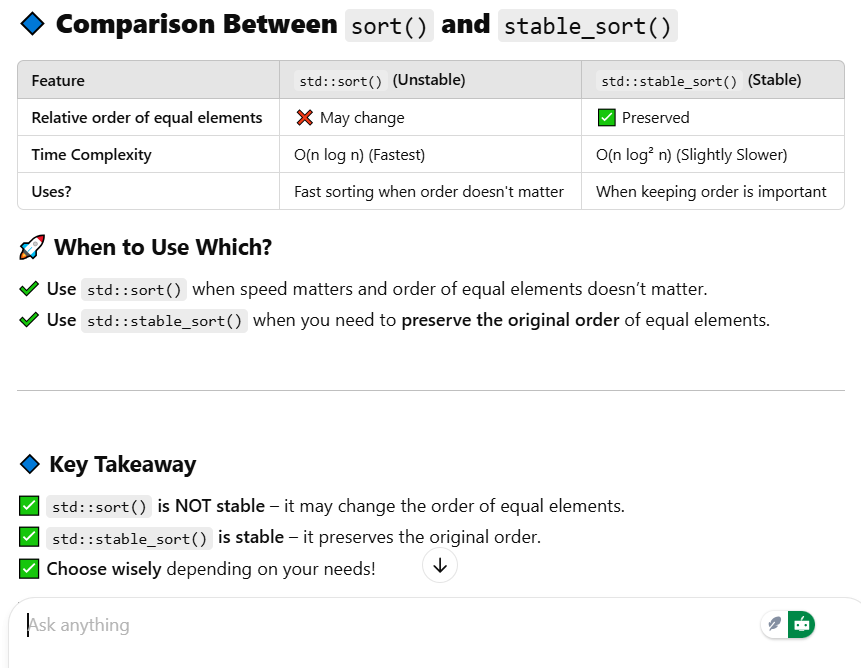 Comparison Between sort() and stable_sort()
Feature std::sort() (Unstable) std::stable_sort() (Stable)
Relative order of equal elements ❌ May change ✅ Preserved
Time Complexity O(n log n) (Fastest) O(n log² n) (Slightly Slower)
Uses? Fast sorting when order doesn't matter When keeping order is important
When to Use Which?
✔ Use std::sort() when speed matters and order of equal elements doesn’t matter.
✔ Use std::stable_sort() when you need to preserve the original order of equal elements.
Key Takeaway
✅ std::sort() is NOT stable – it may change the order of equal elements.
✅ std::stable_sort() is stable – it preserves the original order.
✅ Choose wisely depending on your needs!
Ask anything